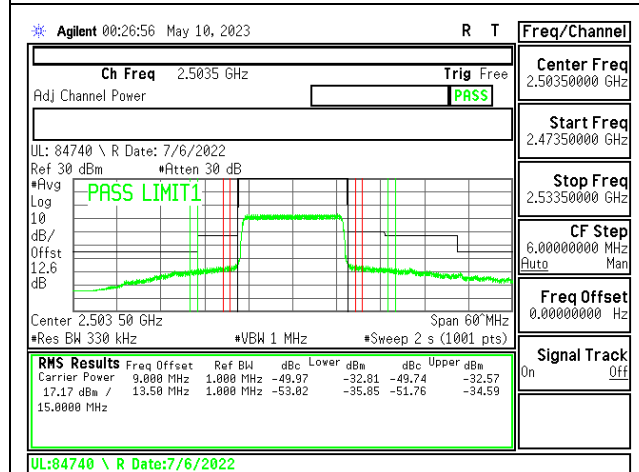 Agilent 00:26:56 May 10, 2023 R T
Freq/Channel
Ch Freq 2.5035 GHz Trig Free
Adj Channel Power PASS
UL: 84740 \ R Date: 7/6/2022
Ref 30 dBm #Atten 30 dB
#Avg
Log
10
dB/
Offst
12.6
dB
PASS LIMIT1
Center 2.503 50 GHz Span 60^MHz
#Res BW 330 kHz #VBW 1 MHz #Sweep 2 s (1001 pts)
RMS Results Freq Offset Ref BW dBc Lower dBm dBc Upper dBm
Carrier Power 9.000 MHz 1.000 MHz -49.97 -32.81 -49.74 -32.57
17.17 dBm / 13.50 MHz 1.000 MHz -53.02 -35.85 -51.76 -34.59
15.0000 MHz
UL:84740 \ R Date:7/6/2022
Center Freq
2.50350000 GHz
Start Freq
2.47350000 GHz
Stop Freq
2.53350000 GHz
CF Step
6.00000000 MHz
Auto Man
Freq Offset
0.00000000 Hz
Signal Track
On Off